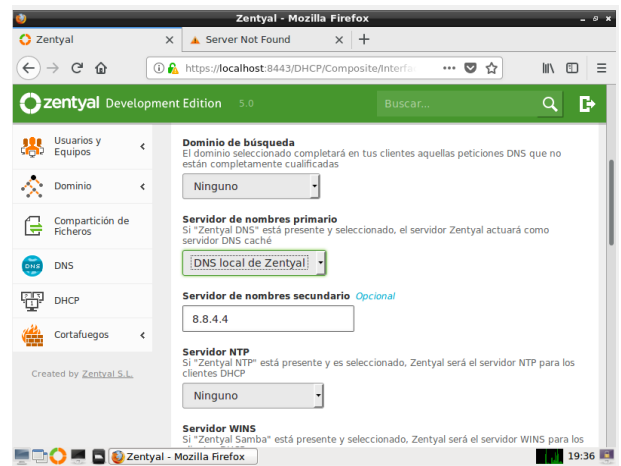 Zentyal - Mozilla Firefox
Zentyal
Server Not Found
https://localhost:8443/DHCP/Composite/Interfa
zentyal Development Edition 5.0
Buscar...
Usuarios y
Equipos
Dominio
Compartición de
Ficheros
DNS
DNS
DHCP
Cortafuegos
Created by Zentyal S.L.
Dominio de búsqueda
El dominio seleccionado completará en tus clientes aquellas peticiones DNS que no
están completamente cualificadas
Ninguno
Servidor de nombres primario
Si "Zentyal DNS" está presente y seleccionado, el servidor Zentyal actuará como
servidor DNS caché
DNS local de Zentyal
Servidor de nombres secundario Opcional
8.8.4.4
Servidor NTP
Si "Zentyal NTP" está presente y es seleccionado, Zentyal será el servidor NTP para los
clientes DHCP
Ninguno
Servidor WINS
Si "Zentyal Samba" está presente y seleccionado, Zentyal será el servidor WINS para los
Zentyal - Mozilla Firefox
19:36